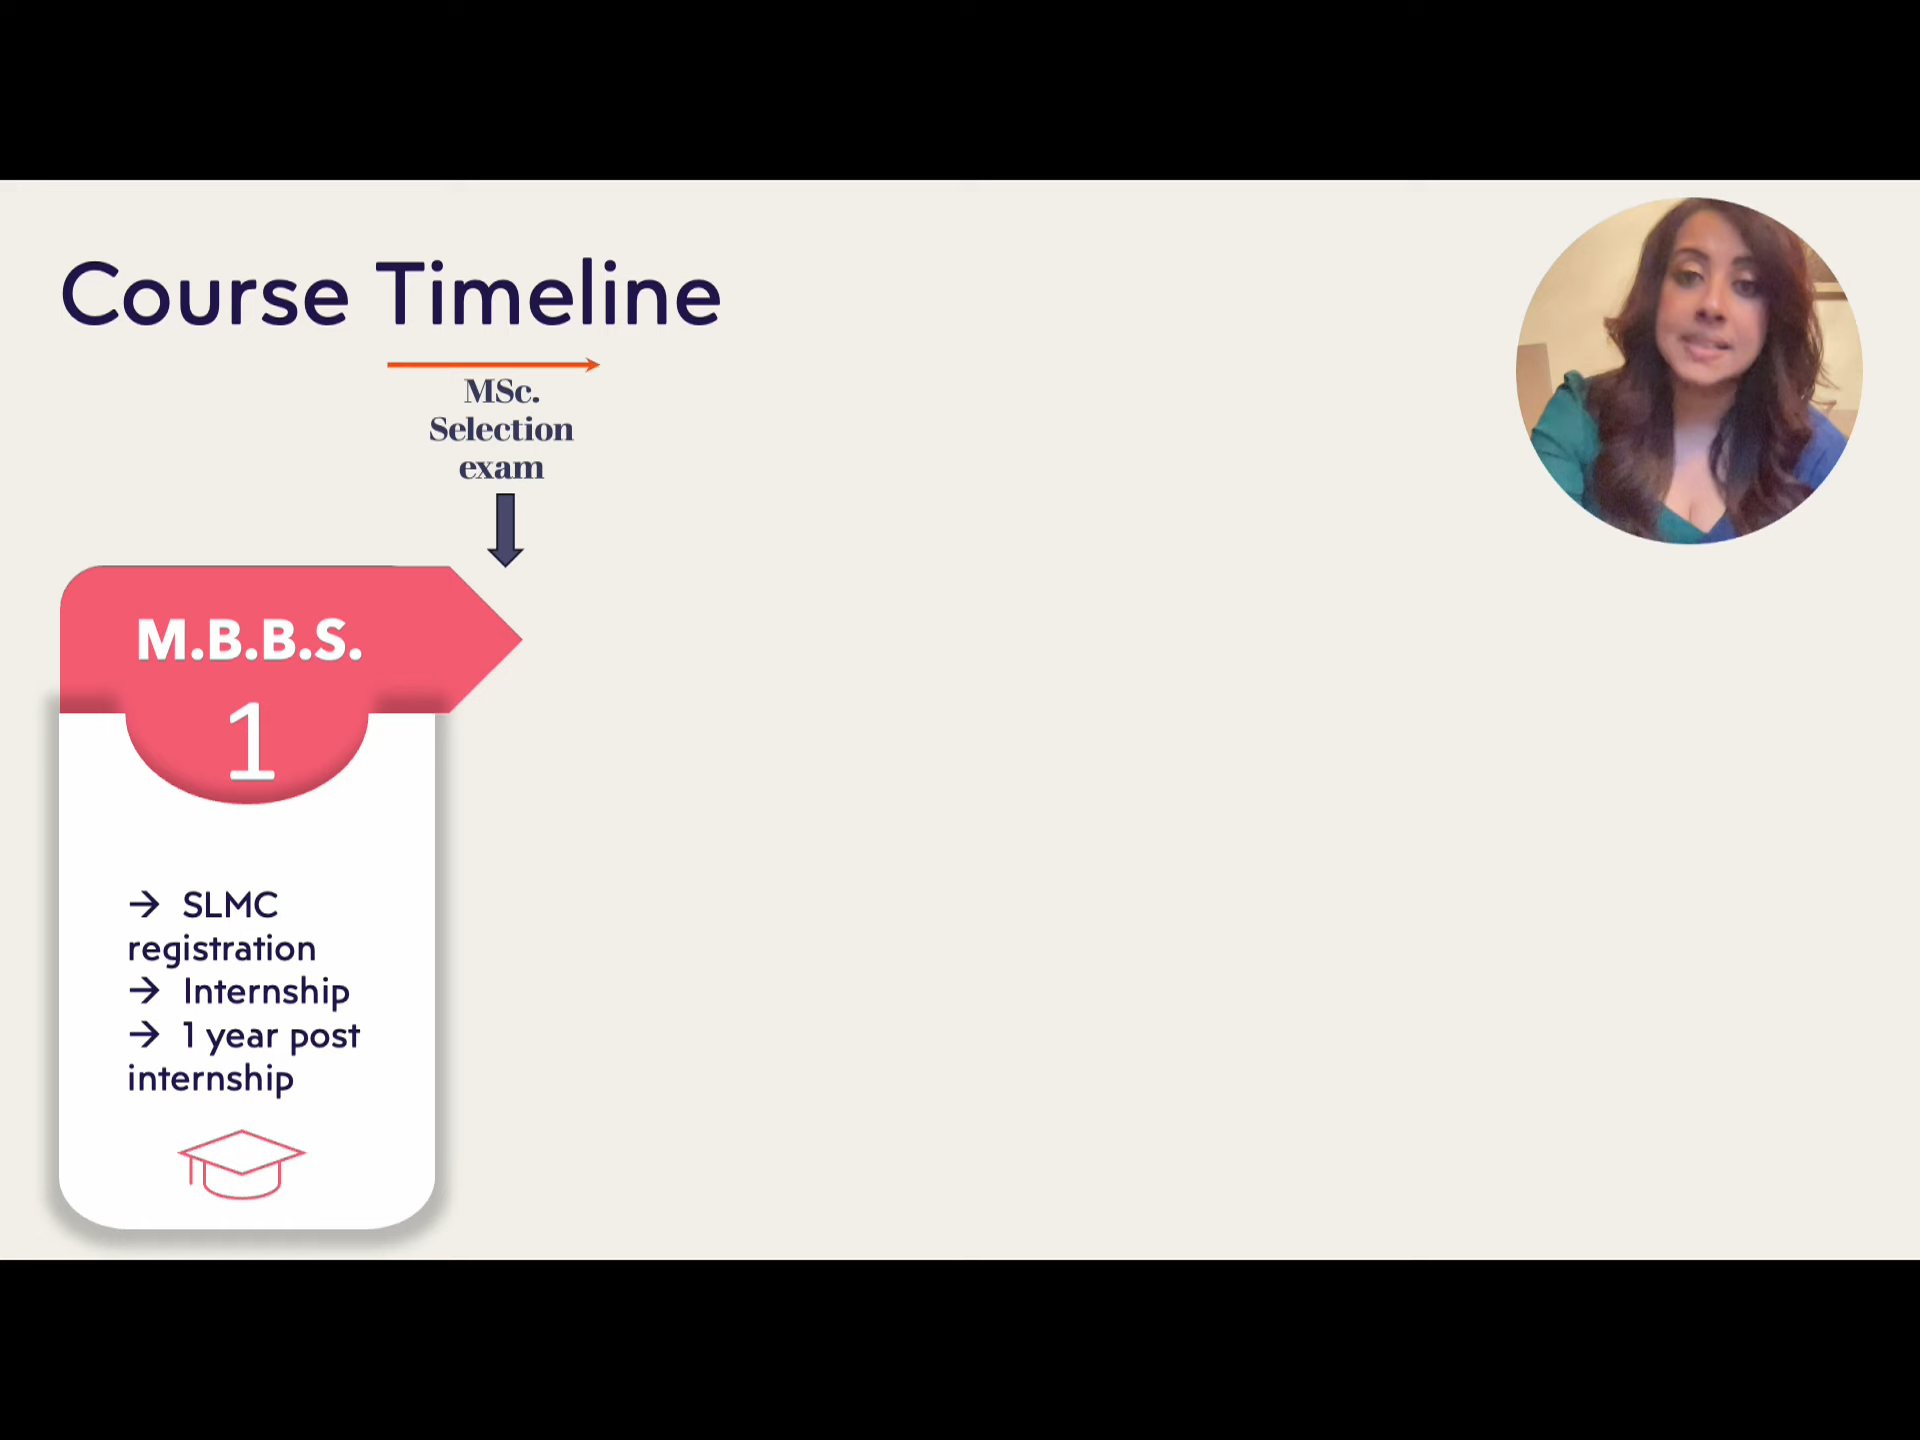 Course Timeline
MSc.
Selection
exam
M.B.B.S.
1
→ SLMC
registration
→ Internship
→ 1 year post
internship